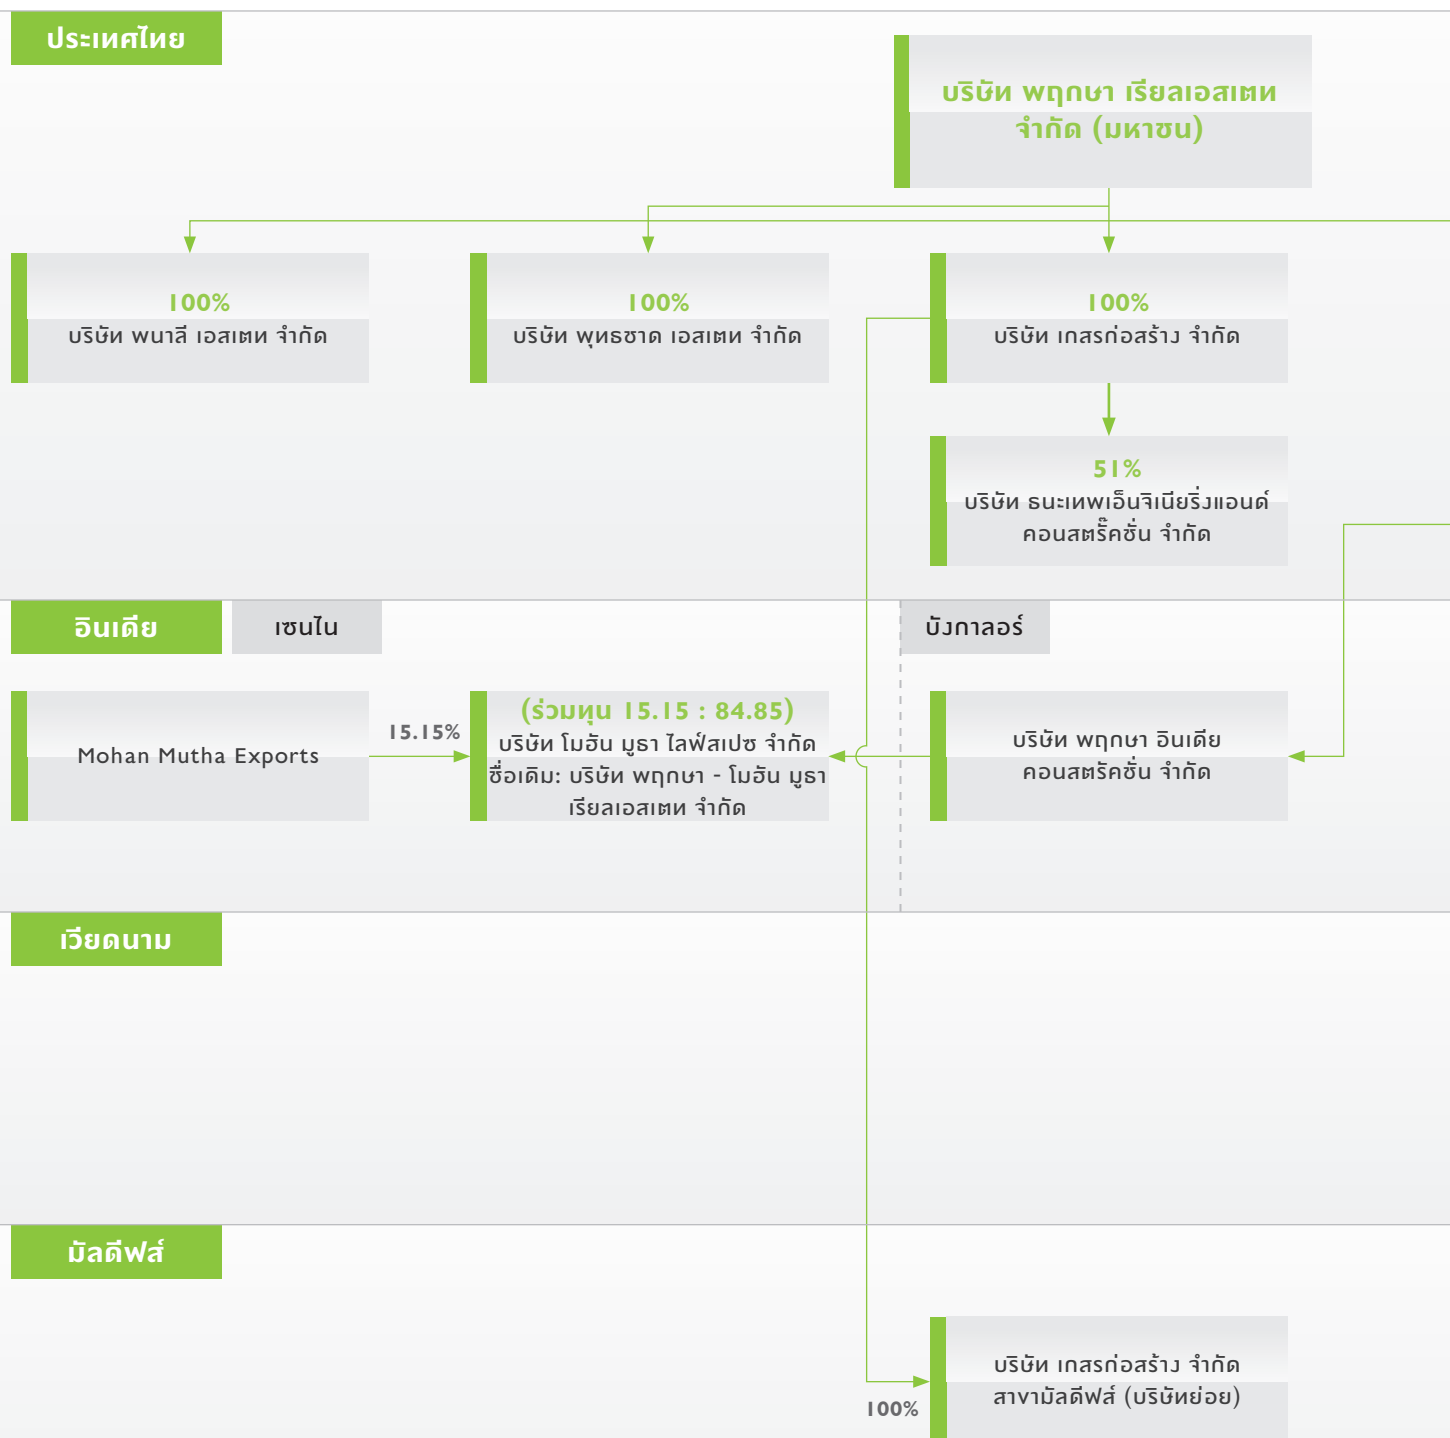 ประเทศไทย
บริษัท พฤกษา เรียลเอสเตท
จำกัด (มหาชน)
100%
บริษัท พนาลี เอสเตท จำกัด
100%
บริษัท พุทธชาด เอสเตท จำกัด
100%
บริษัท เกสรก่อสร้าง จำกัด
51%
บริษัท ธนะเทพเอ็นจิเนียริ่งแอนด์
คอนสตรั๊คชั่น จำกัด
อินเดีย
เชนไน
บังกาลอร์
Mohan Mutha Exports
15.15%
(ร่วมทุน 15.15 : 84.85)
บริษัท โมฮัน มูธา ไลฟ์สเปซ จำกัด
ชื่อเดิม: บริษัท พฤกษา - โมฮัน มูธา
เรียลเอสเตท จำกัด
บริษัท พฤกษา อินเดีย
คอนสตรัคชั่น จำกัด
เวียดนาม
มัลดีฟส์
100%
บริษัท เกสรก่อสร้าง จำกัด
สาขามัลดีฟส์ (บริษัทย่อย)